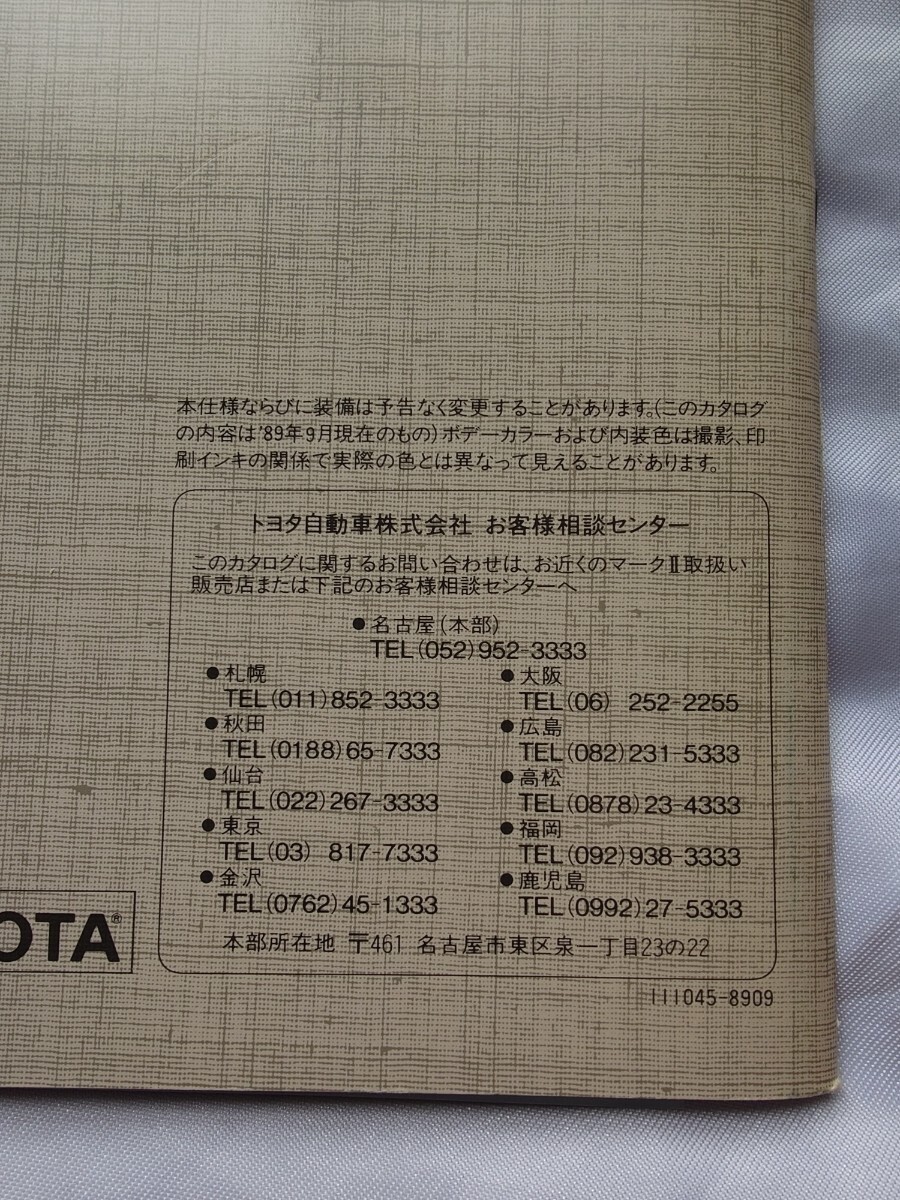 本仕様ならびに装備は予告なく変更することがあります。(このカタログ
の内容は'89年9月現在のもの)ボデーカラーおよび内装色は撮影、印
刷インキの関係で実際の色とは異なって見えることがあります。
トヨタ自動車株式会社 お客様相談センター
このカタログに関するお問い合わせは、お近くのマークⅡ取扱い
販売店または下記のお客様相談センターへ
●名古屋(本部)
TEL(052)952-3333
●札幌
TEL(011)852-3333
●秋田
TEL(0188)65-7333
●仙台
TEL(022)267-3333
●東京
TEL(03) 817-7333
●金沢
TEL(0762)45-1333
●大阪
TEL(06) 252-2255
●広島
TEL(082)231-5333
●高松
TEL(0878)23-4333
●福岡
TEL(092)938-3333
●鹿児島
TEL(0992)27-5333
本部所在地 〒461 名古屋市東区泉一丁目23の22
OTA®
111045-8909